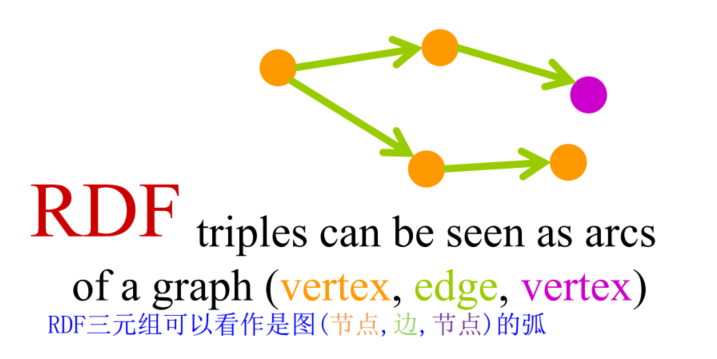 RDF triples can be seen as arcs
of a graph (vertex, edge, vertex)
RDF三元组可以看作是图(节点,边,节点)的弧